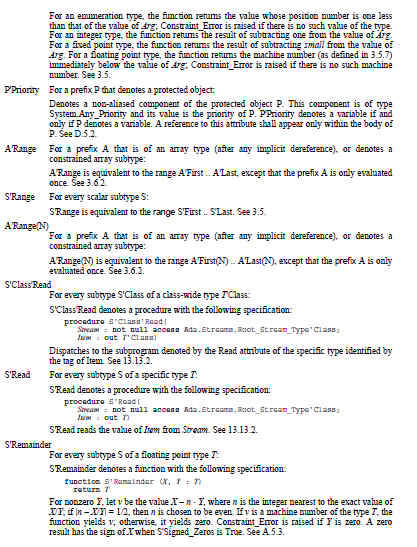 For an enumeration type, the function returns the value whose position number is one less
than that of the value of Arg; Constraint_Error is raised if there is no such value of the type.
For an integer type, the function returns the result of subtracting one from the value of Arg.
For a fixed point type, the function returns the result of subtracting small from the value of
Arg. For a floating point type, the function returns the machine number (as defined in 3.5.7)
immediately below the value of Arg; Constraint_Error is raised if there is no such machine
number. See 3.5.
P'Priority For a prefix P that denotes a protected object:
Denotes a non-aliased component of the protected object P. This component is of type
System.Any_Priority and its value is the priority of P. P'Priority denotes a variable if and
only if P denotes a variable. A reference to this attribute shall appear only within the body of
P. See D.5.2.
A'Range For a prefix A that is of an array type (after any implicit dereference), or denotes a
constrained array subtype:
A'Range is equivalent to the range A'First .. A'Last, except that the prefix A is only evaluated
once. See 3.6.2.
S'Range For every scalar subtype S:
S'Range is equivalent to the range S'First .. S'Last. See 3.5.
A'Range(N)
For a prefix A that is of an array type (after any implicit dereference), or denotes a
constrained array subtype:
A'Range(N) is equivalent to the range A'First(N) .. A'Last(N), except that the prefix A is only
evaluated once. See 3.6.2.
S'Class'Read
For every subtype S'Class of a class-wide type T'Class:
S'Class'Read denotes a procedure with the following specification:
procedure S'Class'Read(
Stream : not null access Ada.Streams.Root_Stream_Type'Class;
Item : out T'Class)
Dispatches to the subprogram denoted by the Read attribute of the specific type identified by
the tag of Item. See 13.13.2.
S'Read For every subtype S of a specific type T:
S'Read denotes a procedure with the following specification:
procedure S'Read(
Stream : not null access Ada.Streams.Root_Stream_Type'Class;
Item : out T)
S'Read reads the value of Item from Stream. See 13.13.2.
S'Remainder
For every subtype S of a floating point type T:
S'Remainder denotes a function with the following specification:
function S'Remainder (X, Y : T)
return T
For nonzero Y, let v be the value X – n · Y, where n is the integer nearest to the exact value of
X/Y; if |n – X/Y| = 1/2, then n is chosen to be even. If v is a machine number of the type T, the
function yields v; otherwise, it yields zero. Constraint_Error is raised if Y is zero. A zero
result has the sign of X when S'Signed_Zeros is True. See A.5.3.